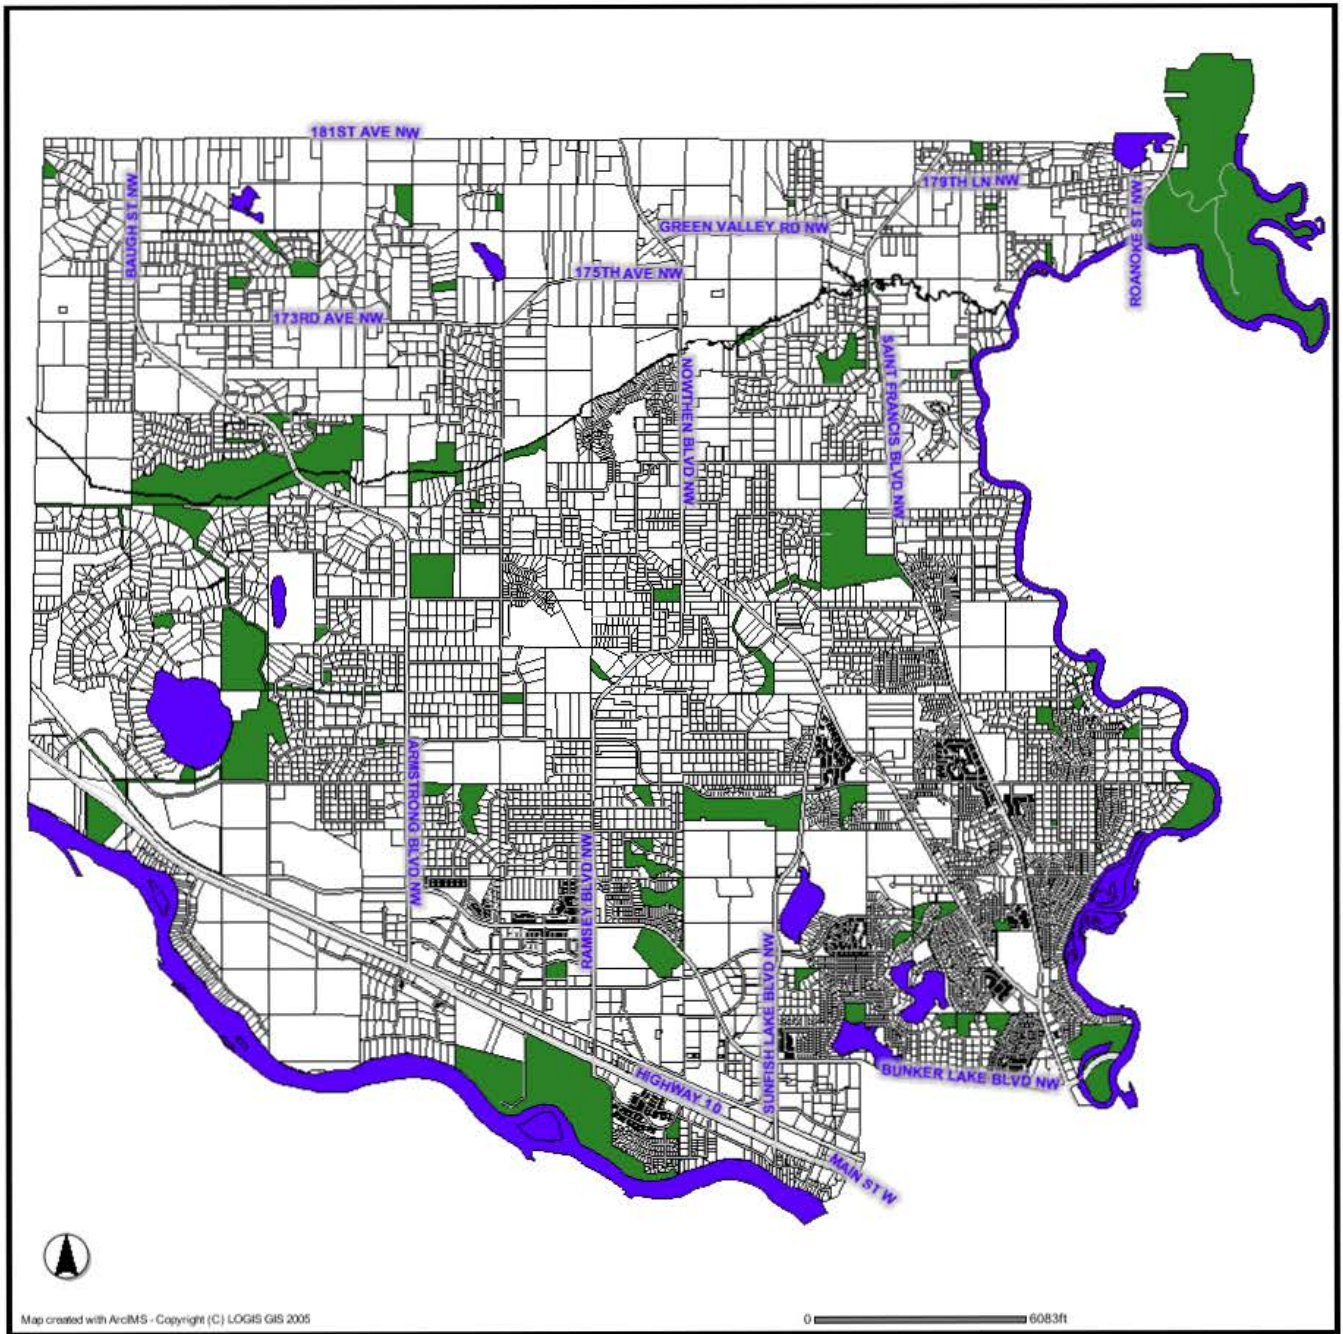 181ST AVE NW
179TH LN NW
BAUGH ST NW
ROANOKE ST NW
GREEN VALLEY RD NW
175TH AVE NW
173RD AVE NW
SAINT FRANCIS BLVD NW
NOWTHEN BLVD NW
ARMSTRONG BLVD NW
RAMSEY BLVD NW
SUNFISH LAKE BLVD NW
BUNKER LAKE BLVD NW
HIGHWAY 10
MAIN ST W
Map created with ArcIMS - Copyright (C) LOGIS GIS 2005
0 6083ft